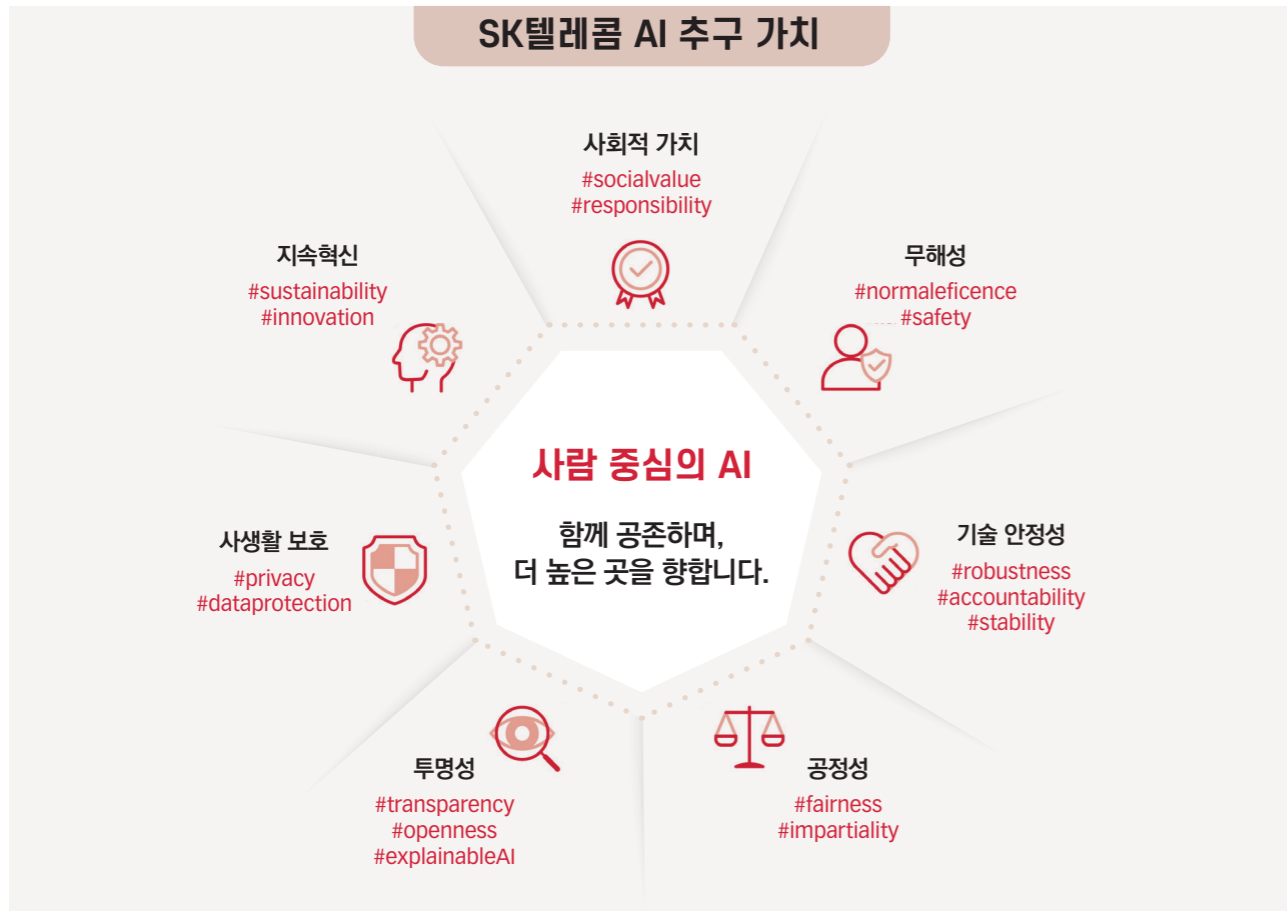 SK텔레콤 AI 추구 가치
사회적 가치
#socialvalue
#responsibility
무해성
#normaleficence
#safety
기술 안정성
#robustness
#accountability
#stability
공정성
#fairness
#impartiality
투명성
#transparency
#openness
#explainableAI
사생활 보호
#privacy
#dataprotection
지속혁신
#sustainability
#innovation
사람 중심의 AI
함께 공존하며,
더 높은 곳을 향합니다.